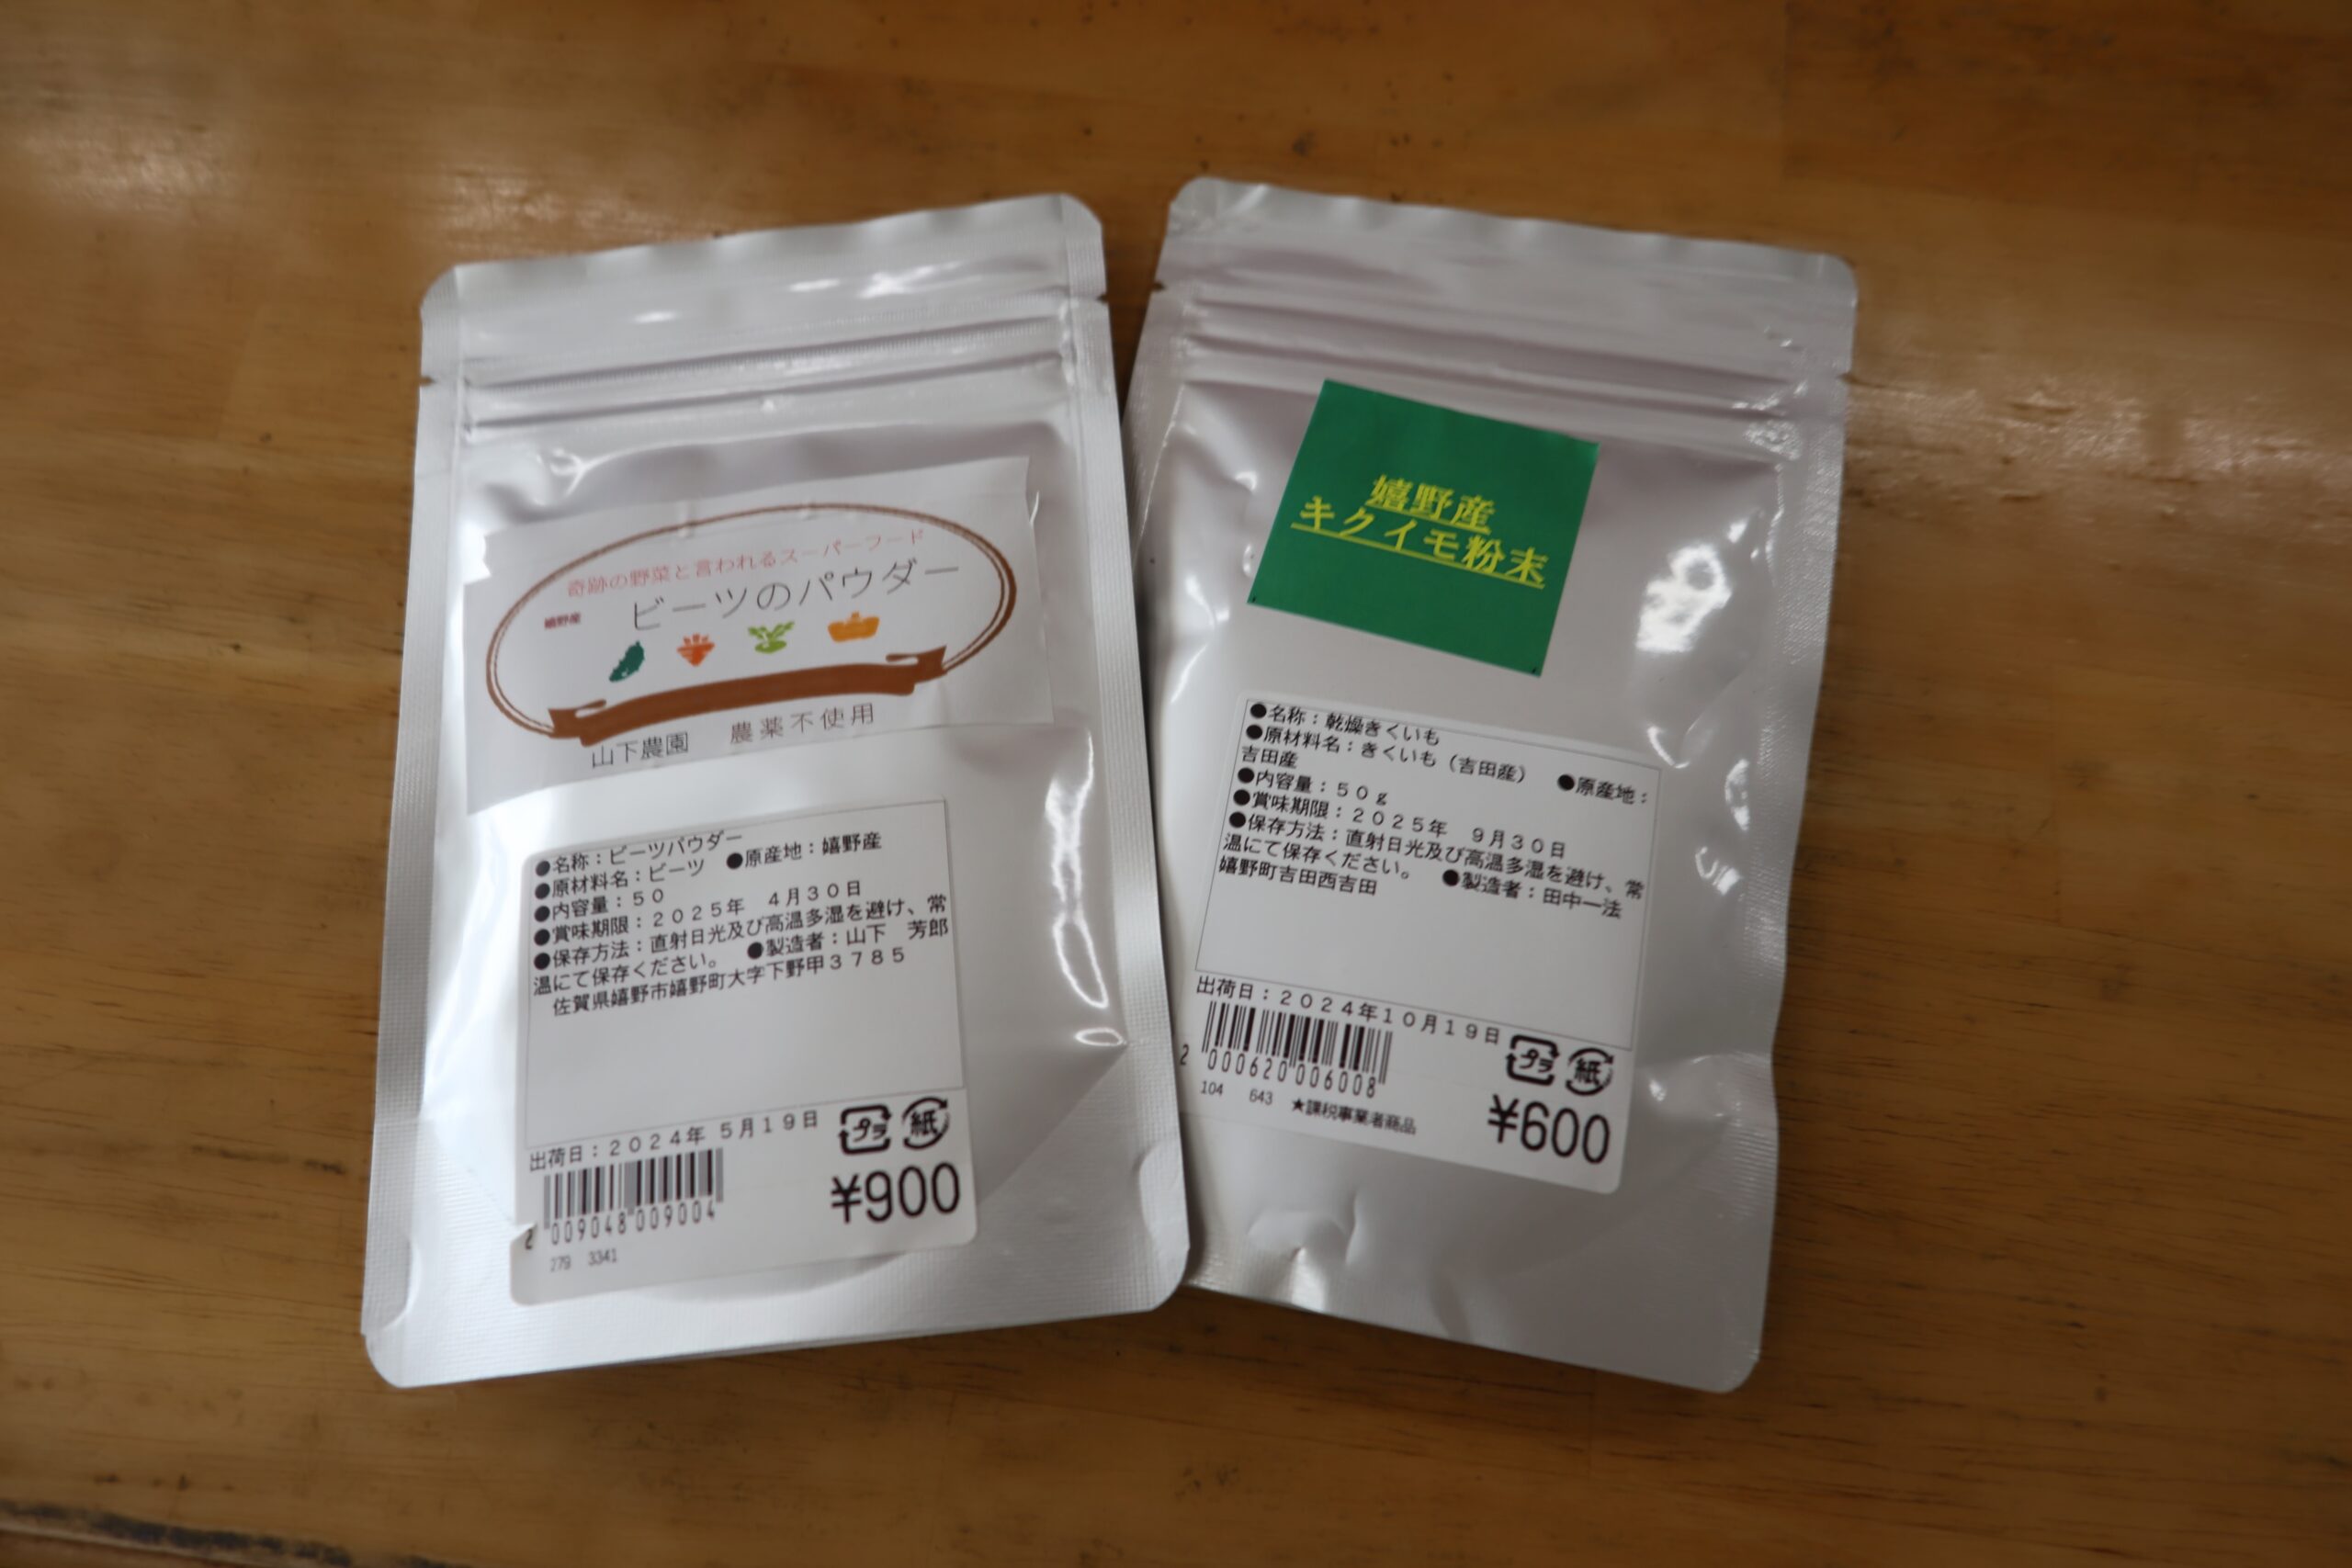 奇跡の野菜と言われるスーパーフード
嬉野産
ビーツのパウダー
山下農園　農薬不使用
●名称：ビーツパウダー
●原材料名：ビーツ　●原産地：嬉野産
●内容量：５０
●賞味期限：２０２５年　４月３０日
●保存方法：直射日光及び高温多湿を避け、常
温にて保存ください。　●製造者：山下　芳郎
佐賀県嬉野市嬉野町大字下野甲３７８５
出荷日：２０２４年 ５月１９日
プラ 紙
¥900
2 009048 009004
279 3341
嬉野産
キクイモ粉末
●名称：乾燥きくいも
●原材料名：きくいも（吉田産）　●原産地：
吉田産
●内容量：５０ｇ
●賞味期限：２０２５年　９月３０日
●保存方法：直射日光及び高温多湿を避け、常
温にて保存ください。　●製造者：田中一法
嬉野町吉田西吉田
出荷日：２０２４年１０月１９日
プラ 紙
2 000620 006008
104 643 ★課税事業者商品
¥600